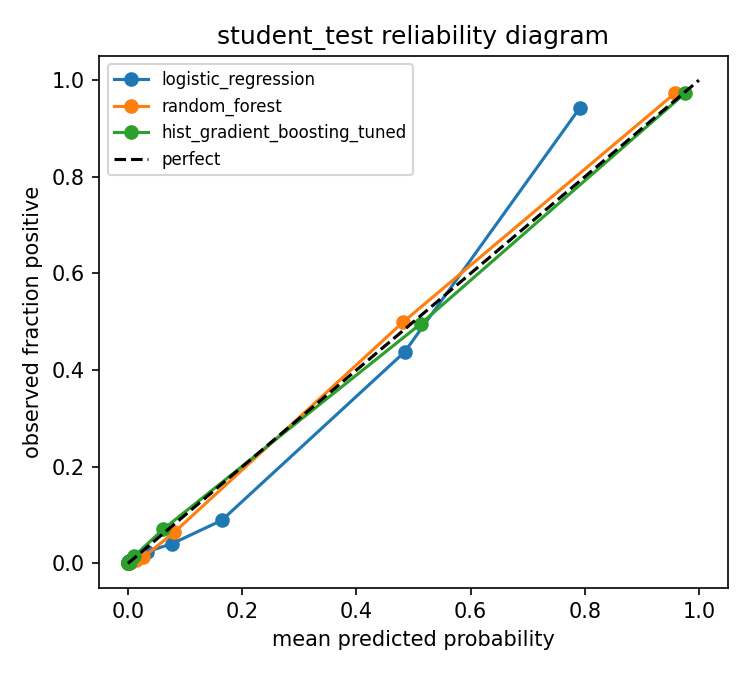 student_test reliability diagram
logistic_regression
random_forest
hist_gradient_boosting_tuned
perfect
observed fraction positive
1.0
0.8
0.6
0.4
0.2
0.0
0.0 0.2 0.4 0.6 0.8 1.0
mean predicted probability